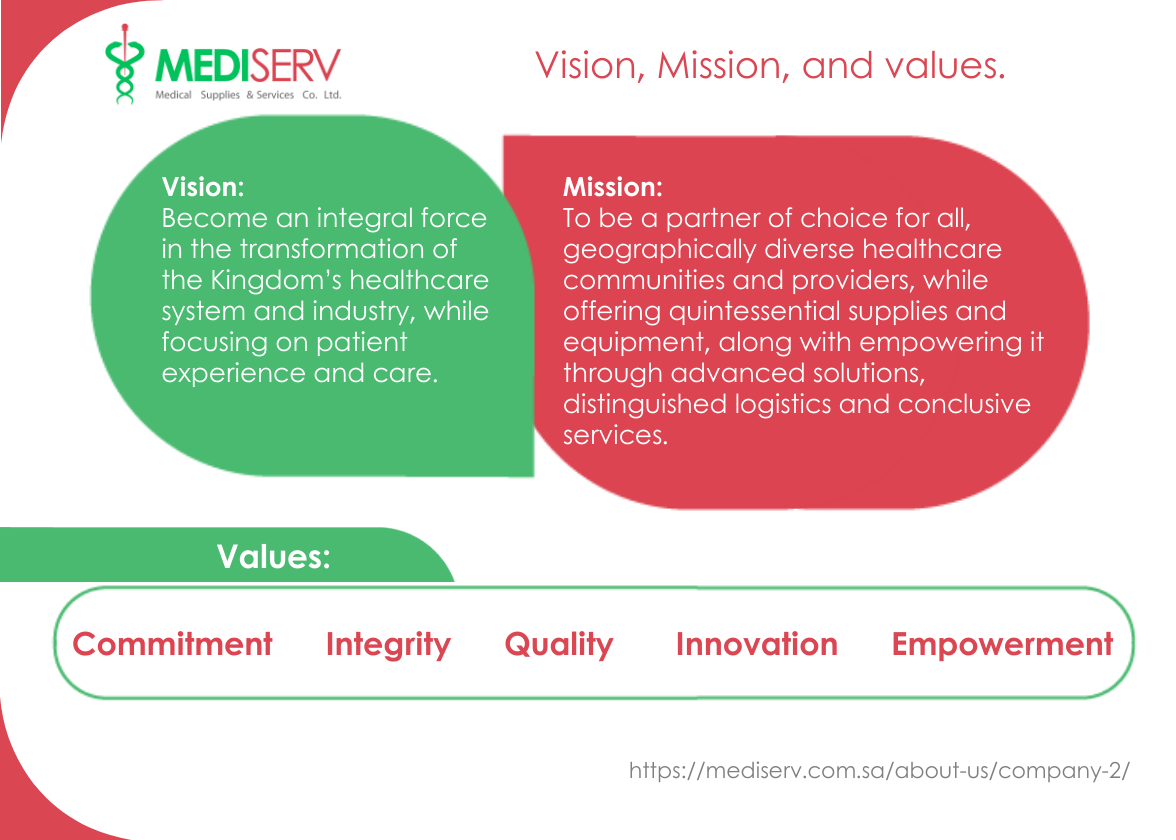 MEDISERV
Medical Supplies & Services Co. Ltd.
Vision, Mission, and values.
Vision:
Become an integral force
in the transformation of
the Kingdom’s healthcare
system and industry, while
focusing on patient
experience and care.
Mission:
To be a partner of choice for all,
geographically diverse healthcare
communities and providers, while
offering quintessential supplies and
equipment, along with empowering it
through advanced solutions,
distinguished logistics and conclusive
services.
Values:
Commitment Integrity Quality Innovation Empowerment
https://mediserv.com.sa/about-us/company-2/